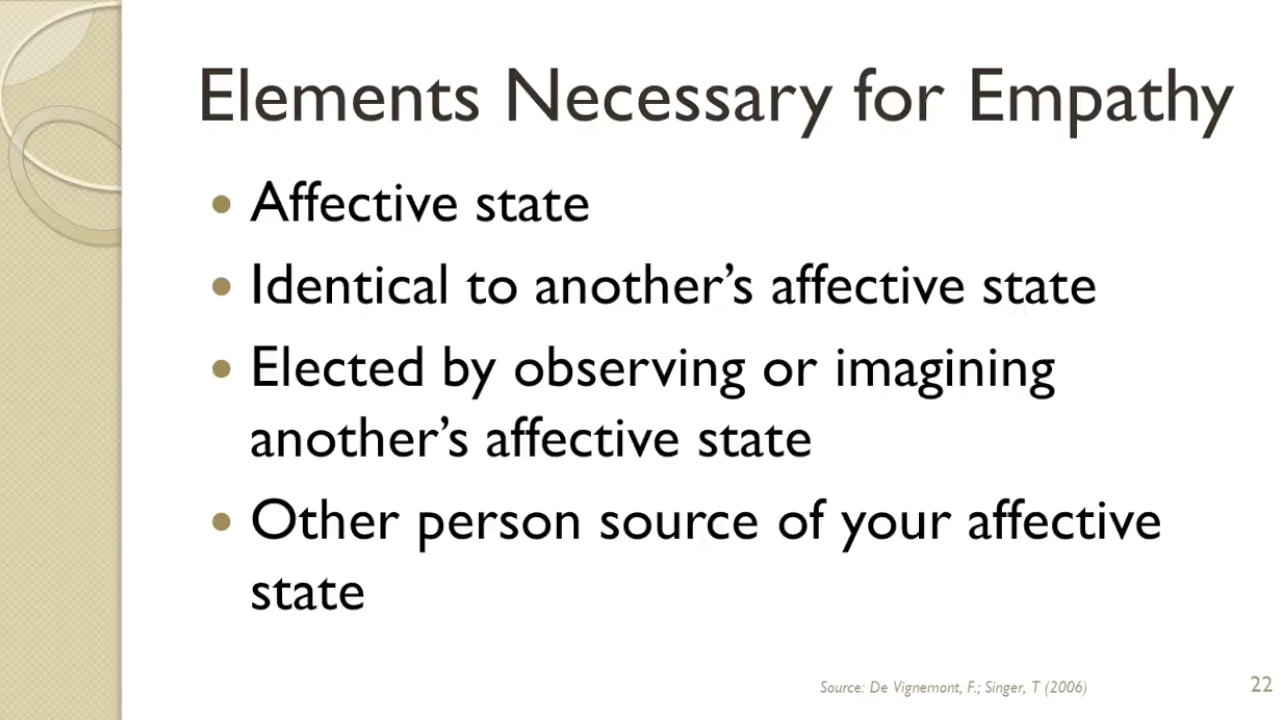 Elements Necessary for Empathy
• Affective state
• Identical to another’s affective state
• Elected by observing or imagining
another’s affective state
• Other person source of your affective
state
Source: De Vignemont, F.; Singer, T (2006)
22